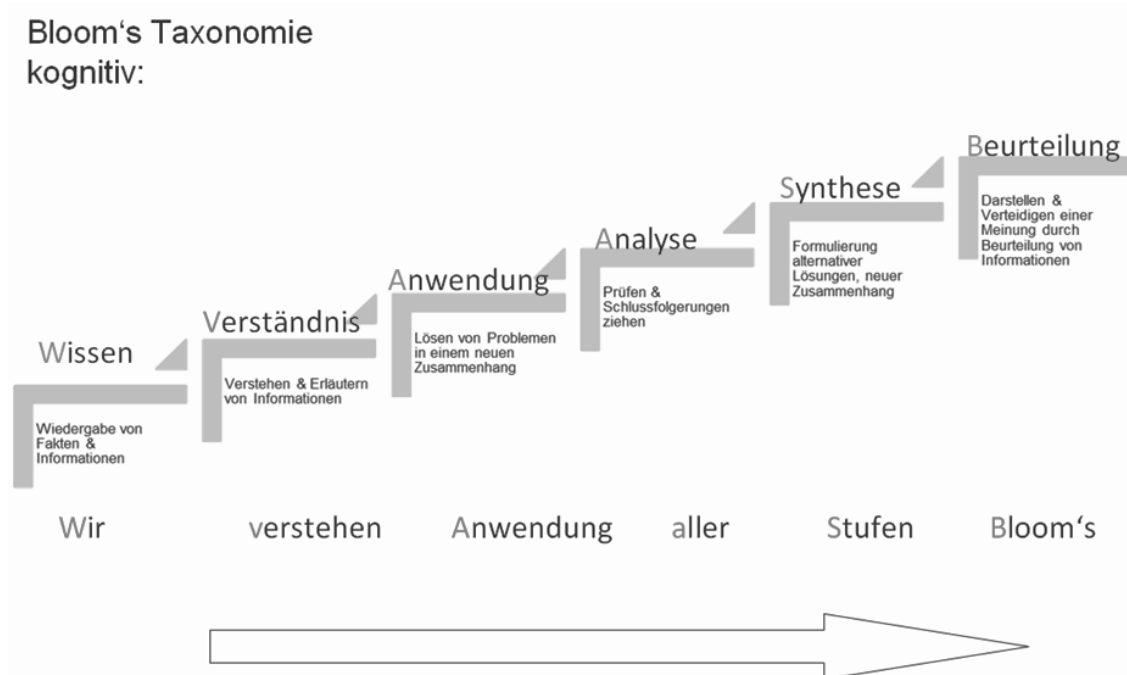 Bloom‘s Taxonomie
kognitiv:
Wissen
Wiedergabe von
Fakten &
Informationen
Verständnis
Verstehen & Erläutern
von Informationen
Anwendung
Lösen von Problemen
in einem neuen
Zusammenhang
Analyse
Prüfen &
Schlussfolgerungen
ziehen
Synthese
Formulierung
alternativer
Lösungen, neuer
Zusammenhang
Beurteilung
Darstellen &
Verteidigen einer
Meinung durch
Beurteilung von
Informationen
Wir verstehen Anwendung aller Stufen Bloom‘s